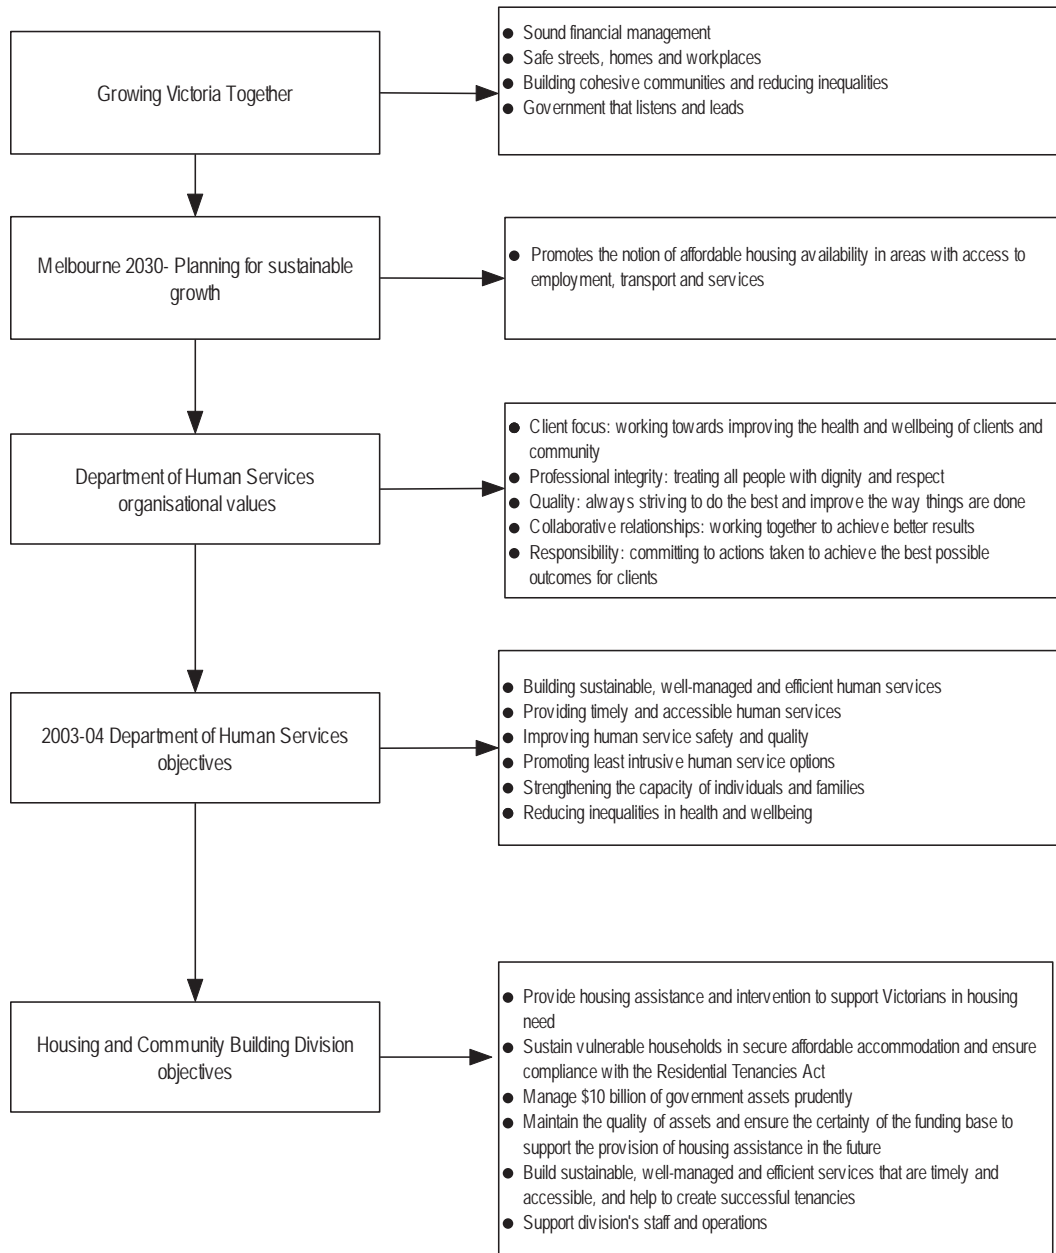 Growing Victoria Together
● Sound financial management
● Safe streets, homes and workplaces
● Building cohesive communities and reducing inequalities
● Government that listens and leads
Melbourne 2030- Planning for sustainable
growth
● Promotes the notion of affordable housing availability in areas with access to
employment, transport and services
Department of Human Services
organisational values
● Client focus: working towards improving the health and wellbeing of clients and
community
● Professional integrity: treating all people with dignity and respect
● Quality: always striving to do the best and improve the way things are done
● Collaborative relationships: working together to achieve better results
● Responsibility: committing to actions taken to achieve the best possible
outcomes for clients
2003-04 Department of Human Services
objectives
● Building sustainable, well-managed and efficient human services
● Providing timely and accessible human services
● Improving human service safety and quality
● Promoting least intrusive human service options
● Strengthening the capacity of individuals and families
● Reducing inequalities in health and wellbeing
Housing and Community Building Division
objectives
● Provide housing assistance and intervention to support Victorians in housing
need
● Sustain vulnerable households in secure affordable accommodation and ensure
compliance with the Residential Tenancies Act
● Manage $10 billion of government assets prudently
● Maintain the quality of assets and ensure the certainty of the funding base to
support the provision of housing assistance in the future
● Build sustainable, well-managed and efficient services that are timely and
accessible, and help to create successful tenancies
● Support division's staff and operations